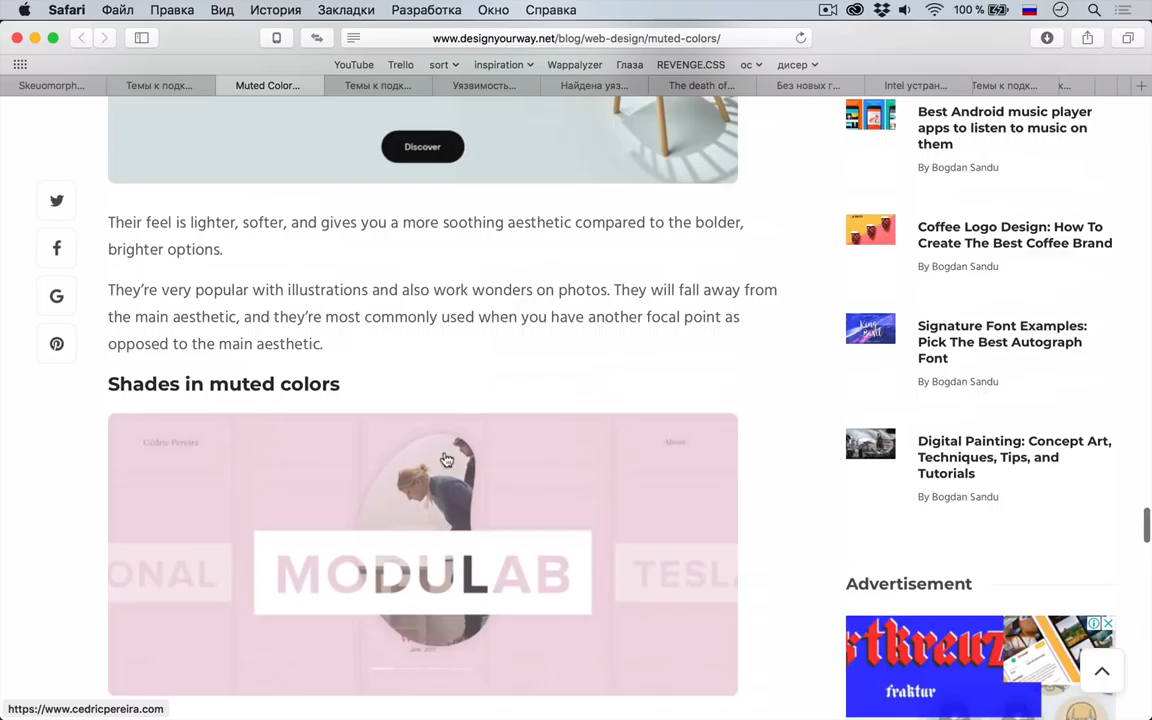 Safari Файл Правка Вид История Закладки Разработка Окно Справка 100 %
www.designyourway.net/blog/web-design/muted-colors/
YouTube Trello sort inspiration Wappalyzer Глаза REVENGE.CSS ос дисер
Skeuomorph... Темы к подк... Muted Color... Темы к подк... Уязвимость... Найдена уяз... The death of... Без новых г... Intel устран... Темы к подк... к...
Discover
Their feel is lighter, softer, and gives you a more soothing aesthetic compared to the bolder,
brighter options.
They’re very popular with illustrations and also work wonders on photos. They will fall away from
the main aesthetic, and they’re most commonly used when you have another focal point as
opposed to the main aesthetic.
Shades in muted colors
Cédric Pereira
About
ONAL
MODULAB
TESL
JAN, 2017
Best Android music player
apps to listen to music on
them
By Bogdan Sandu
Coffee Logo Design: How To
Create The Best Coffee Brand
By Bogdan Sandu
Signature Font Examples:
Pick The Best Autograph
Font
By Bogdan Sandu
Digital Painting: Concept Art,
Techniques, Tips, and
Tutorials
By Bogdan Sandu
Advertisement
stkreuz
fraktur
https://www.cedricpereira.com